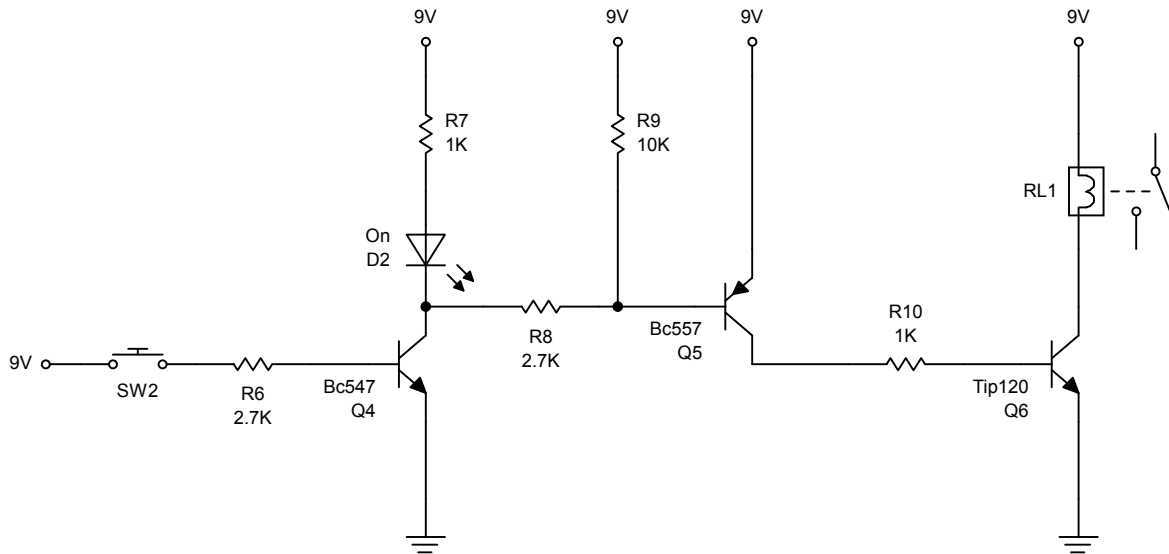 9V
9V
9V
9V
R7
1K
R9
10K
RL1
On
D2
R8
2.7K
Bc557
Q5
R10
1K
9V
SW2
R6
2.7K
Bc547
Q4
Tip120
Q6